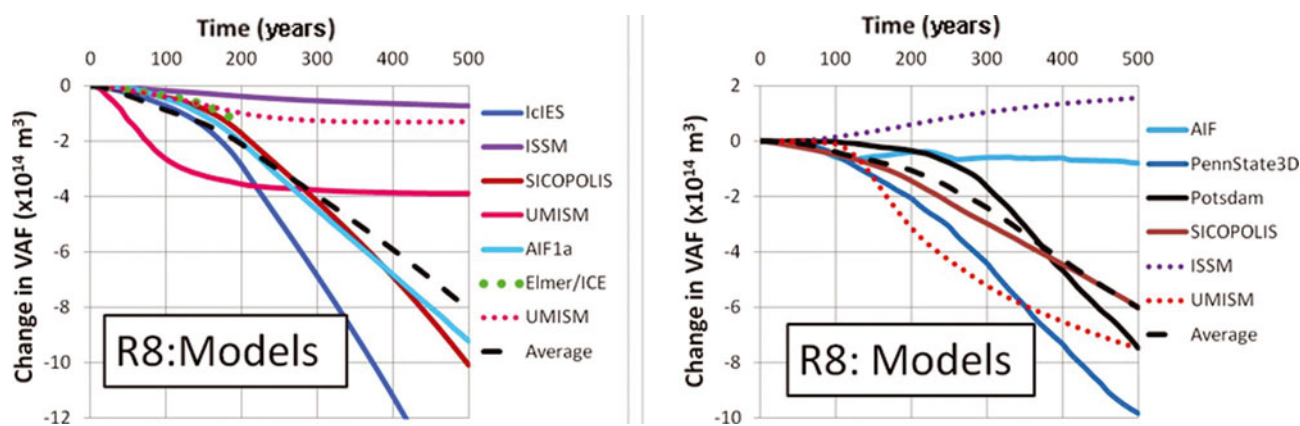 Time (years)
0 100 200 300 400 500
Change in VAF (x10¹⁴ m³)
0
-2
-4
-6
-8
-10
-12
IcIES
ISSM
SICOPOLIS
UMISM
AIF1a
Elmer/ICE
UMISM
Average
R8:Models
Time (years)
0 100 200 300 400 500
Change in VAF (x10¹⁴ m³)
2
0
-2
-4
-6
-8
-10
AIF
PennState3D
Potsdam
SICOPOLIS
ISSM
UMISM
Average
R8: Models